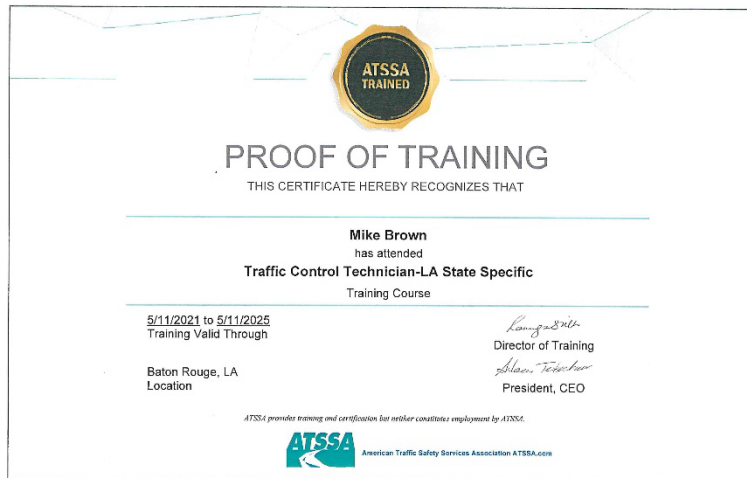 ATSSA
TRAINED
PROOF OF TRAINING
THIS CERTIFICATE HEREBY RECOGNIZES THAT
Mike Brown
has attended
Traffic Control Technician-LA State Specific
Training Course
5/11/2021 to 5/11/2025
Training Valid Through
Director of Training
Baton Rouge, LA
Location
President, CEO
ATSSA provides training and certification but neither constitutes employment by ATSSA.
ATSSA
American Traffic Safety Services Association ATSSA.com